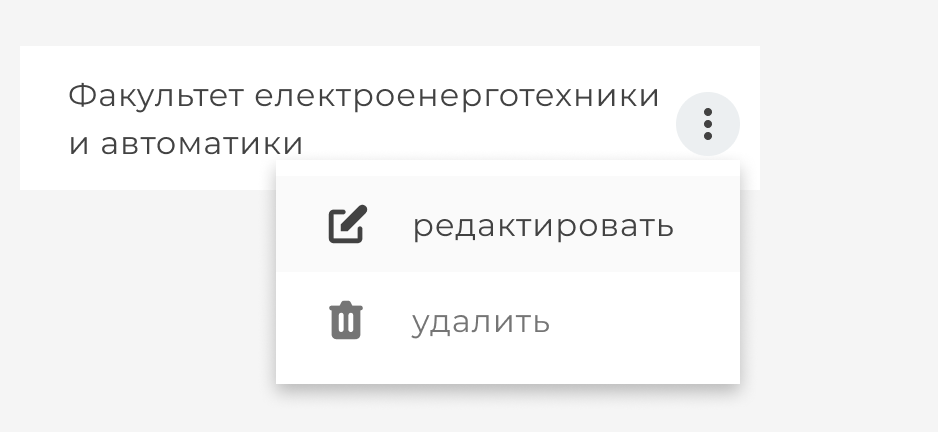 Факультет електроенерготехники
и автоматики
редактировать
удалить